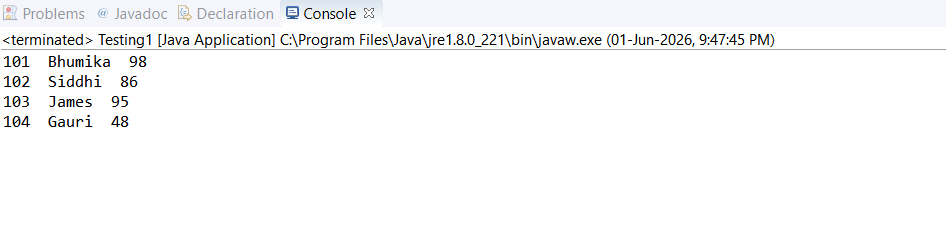 Problems @ Javadoc Declaration Console
<terminated> Testing1 [Java Application] C:\Program Files\Java\jre1.8.0_221\bin\javaw.exe (01-Jun-2026, 9:47:45 PM)
101  Bhumika  98
102  Siddhi  86
103  James  95
104  Gauri  48